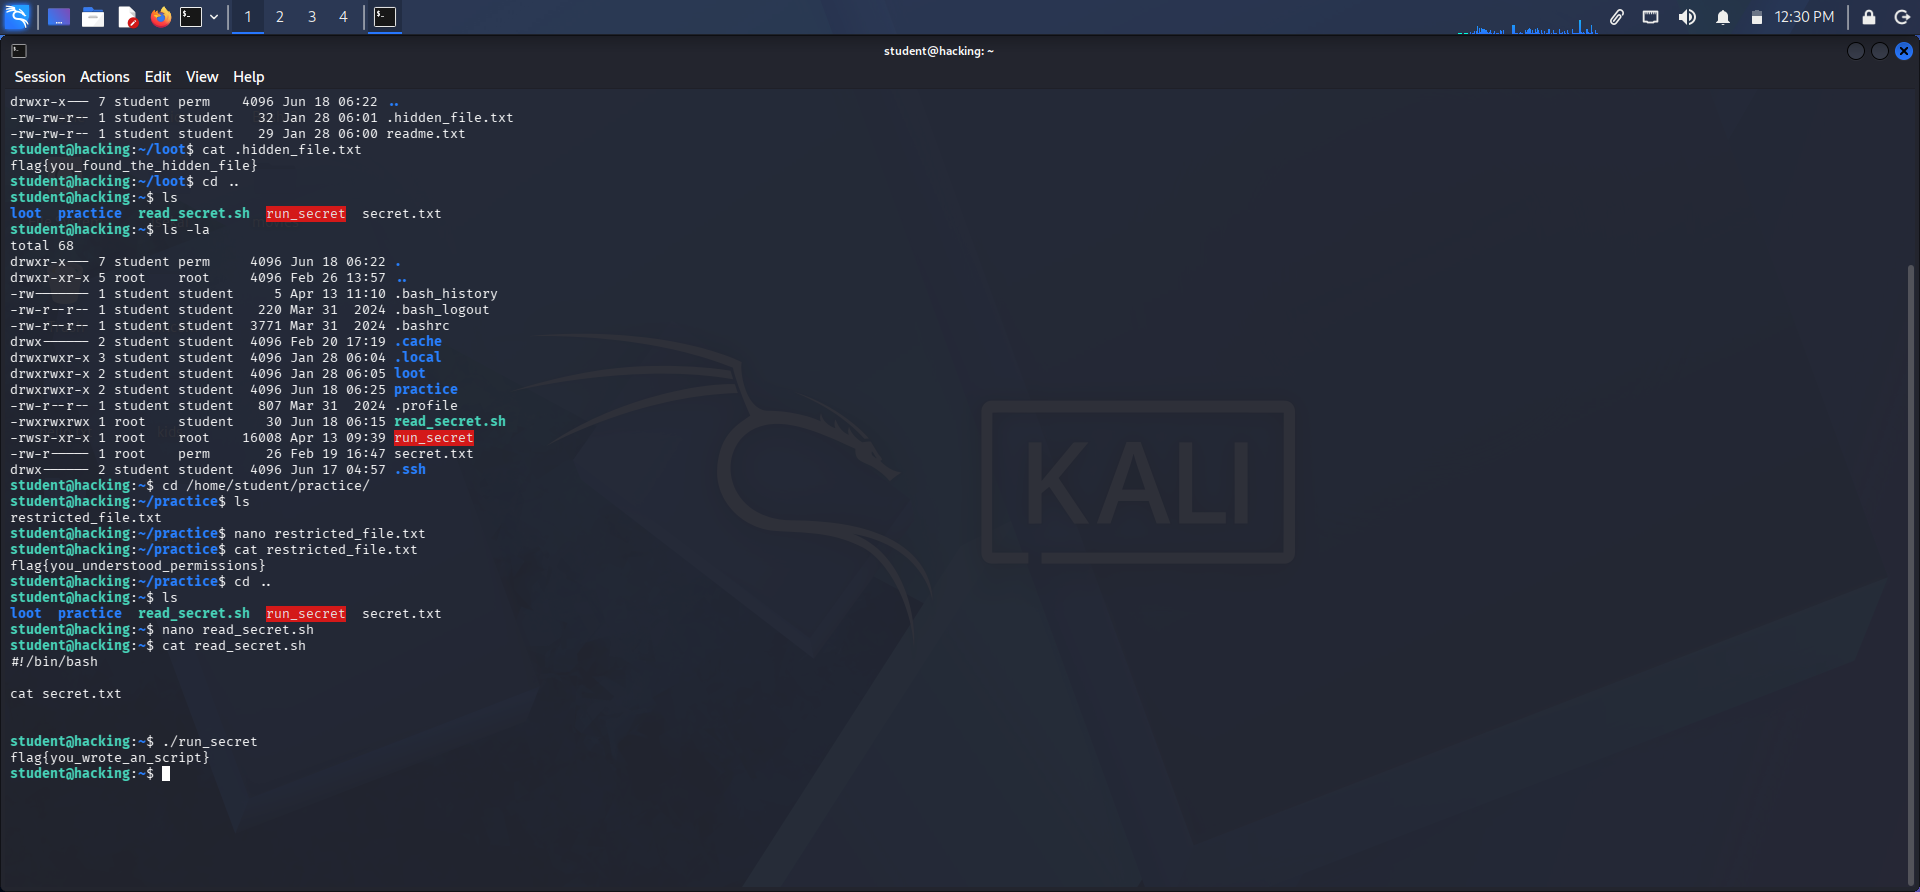 1 2 3 4 12:30 PM
student@hacking: ~
Session Actions Edit View Help
drwxr-x--- 7 student perm    4096 Jun 18 06:22 ..
-rw-rw-r-- 1 student student   32 Jan 28 06:01 .hidden_file.txt
-rw-rw-r-- 1 student student   29 Jan 28 06:00 readme.txt
student@hacking:~/loot$ cat .hidden_file.txt
flag{you_found_the_hidden_file}
student@hacking:~/loot$ cd ..
student@hacking:~$ ls
loot  practice  read_secret.sh  run_secret  secret.txt
student@hacking:~$ ls -la
total 68
drwxr-x--- 7 student perm     4096 Jun 18 06:22 .
drwxr-xr-x 5 root    root     4096 Feb 26 13:57 ..
-rw------- 1 student student     5 Apr 13 11:10 .bash_history
-rw-r--r-- 1 student student   220 Mar 31  2024 .bash_logout
-rw-r--r-- 1 student student  3771 Mar 31  2024 .bashrc
drwx------ 2 student student  4096 Feb 20 17:19 .cache
drwxrwxr-x 3 student student  4096 Jan 28 06:04 .local
drwxrwxr-x 2 student student  4096 Jan 28 06:05 loot
drwxrwxr-x 2 student student  4096 Jun 18 06:25 practice
-rw-r--r-- 1 student student   807 Mar 31  2024 .profile
-rwxrwxrwx 1 root    student    30 Jun 18 06:15 read_secret.sh
-rwsr-xr-x 1 root    root    16008 Apr 13 09:39 run_secret
-rw-r----- 1 root    perm       26 Feb 19 16:47 secret.txt
drwx------ 2 student student  4096 Jun 17 04:57 .ssh
student@hacking:~$ cd /home/student/practice/
student@hacking:~/practice$ ls
restricted_file.txt
student@hacking:~/practice$ nano restricted_file.txt
student@hacking:~/practice$ cat restricted_file.txt
flag{you_understood_permissions}
student@hacking:~/practice$ cd ..
student@hacking:~$ ls
loot  practice  read_secret.sh  run_secret  secret.txt
student@hacking:~$ nano read_secret.sh
student@hacking:~$ cat read_secret.sh
#!/bin/bash
cat secret.txt
student@hacking:~$ ./run_secret
flag{you_wrote_an_script}
student@hacking:~$
KALI